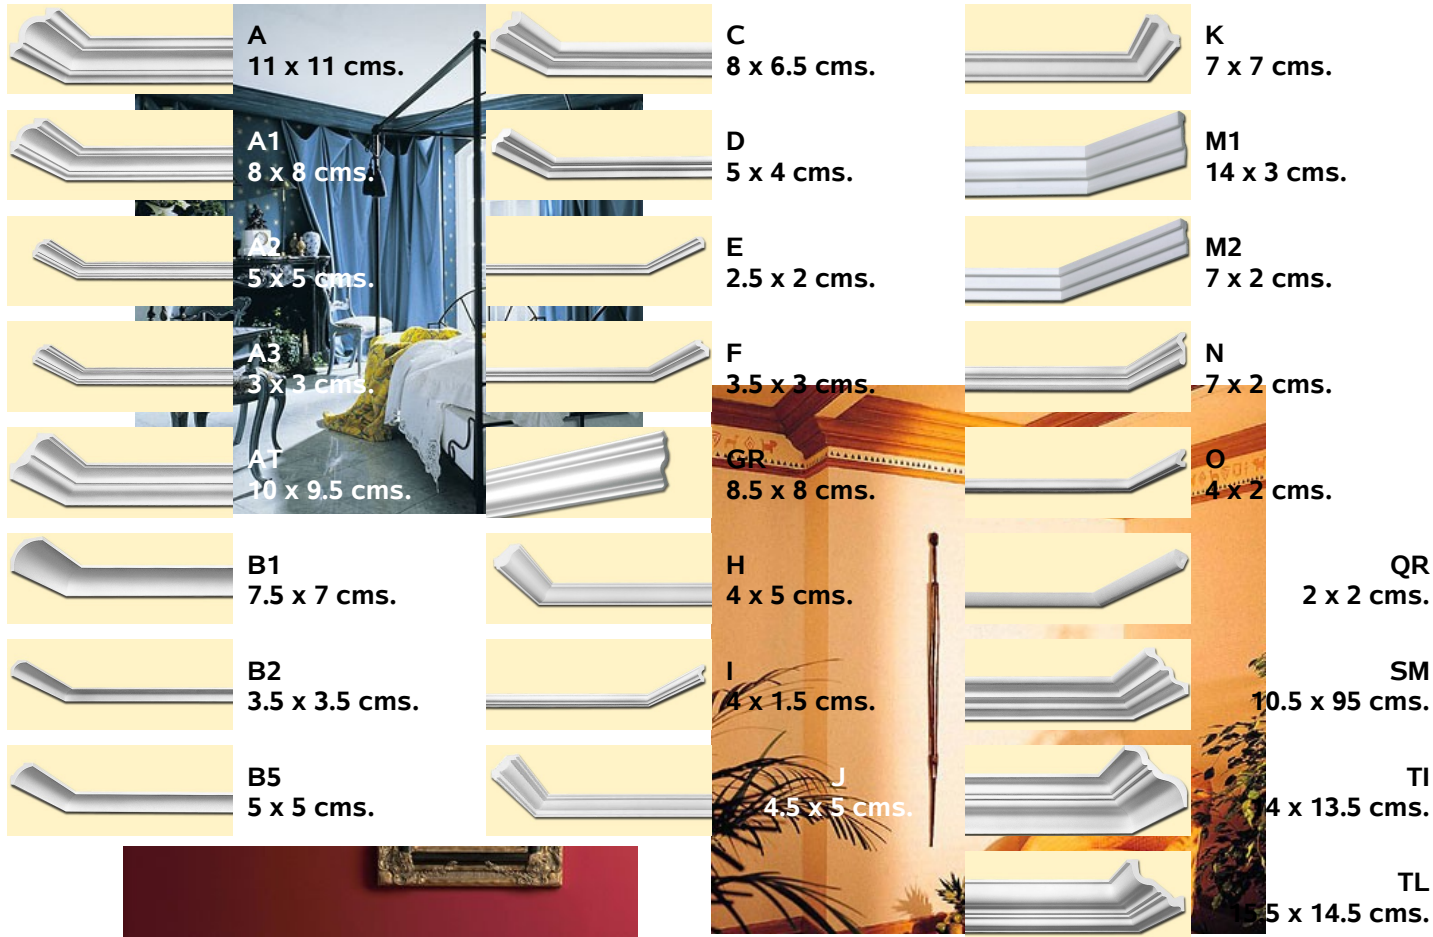 A
11 x 11 cms.
A1
8 x 8 cms.
A2
5 x 5 cms.
A3
3 x 3 cms.
AT
10 x 9.5 cms.
B1
7.5 x 7 cms.
B2
3.5 x 3.5 cms.
B5
5 x 5 cms.
C
8 x 6.5 cms.
D
5 x 4 cms.
E
2.5 x 2 cms.
F
3.5 x 3 cms.
GR
8.5 x 8 cms.
H
4 x 5 cms.
I
4 x 1.5 cms.
J
4.5 x 5 cms.
K
7 x 7 cms.
M1
14 x 3 cms.
M2
7 x 2 cms.
N
7 x 2 cms.
O
4 x 2 cms.
QR
2 x 2 cms.
SM
10.5 x 95 cms.
TI
x 13.5 cms.
TL
15.5 x 14.5 cms.